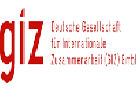 giz
Deutsche Gesellschaft
für Internationale
Zusammenarbeit (GIZ) GmbH